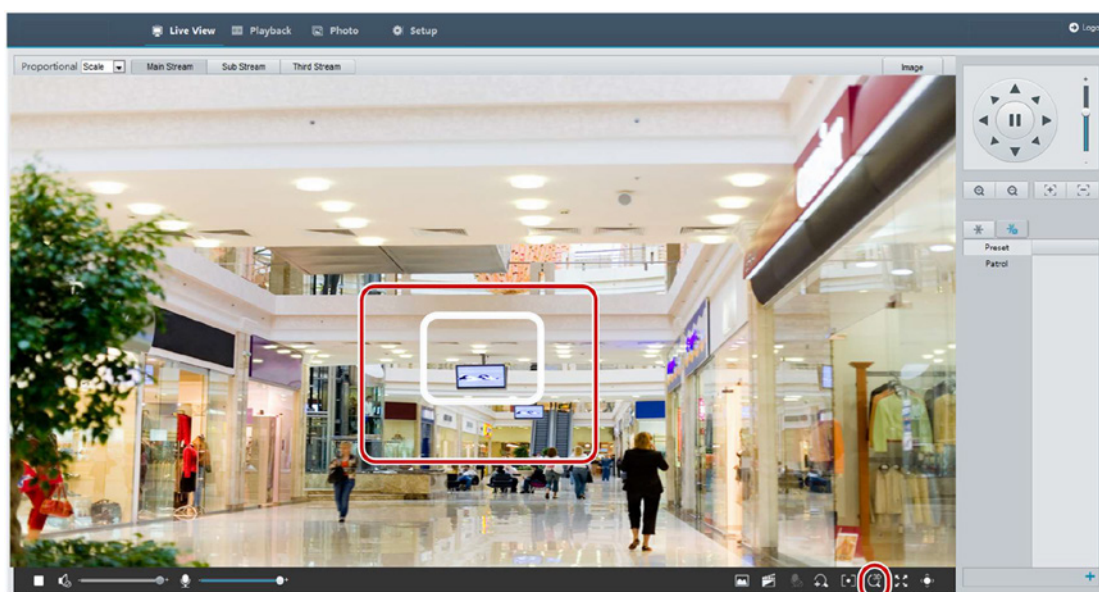 Live View Playback Photo Setup
Proportional Scale Main Stream Sub Stream Third Stream Image
Preset
Patrol